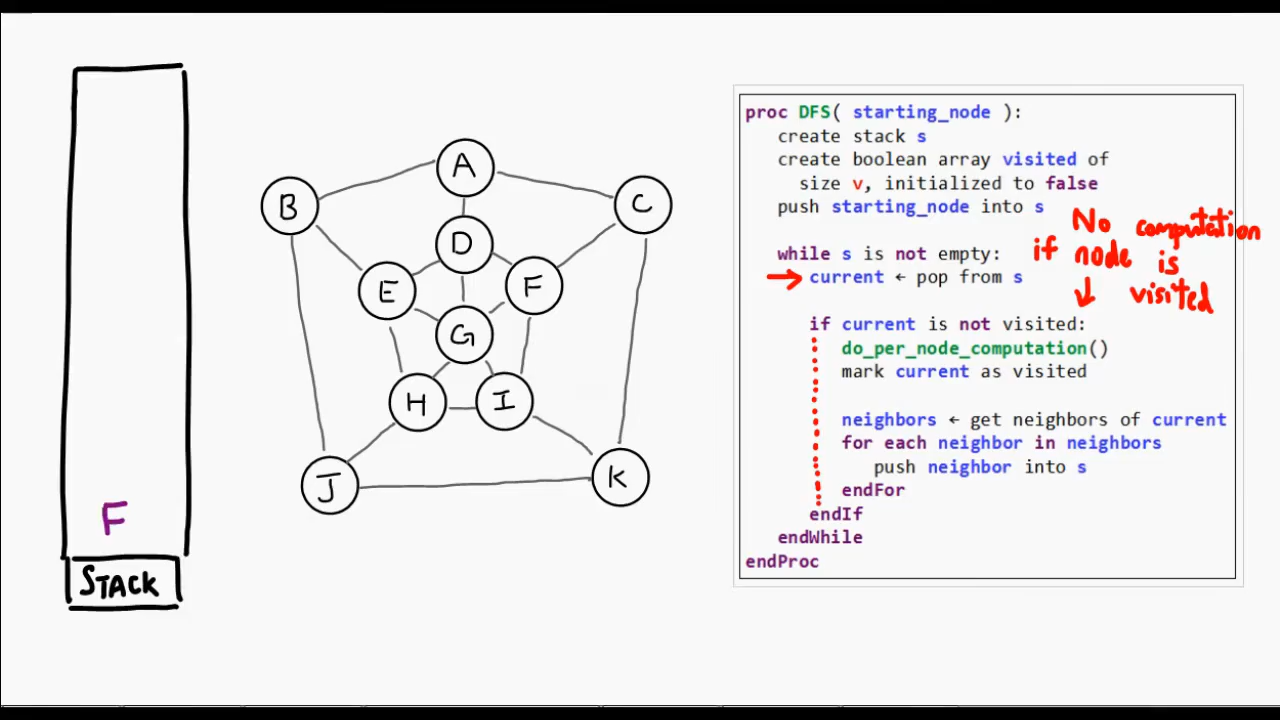 F
STACK
A
B
C
D
E
F
G
H
I
J
K
proc DFS( starting_node ):
create stack s
create boolean array visited of
size v, initialized to false
push starting_node into s
while s is not empty:
current ← pop from s
if current is not visited:
do_per_node_computation()
mark current as visited
neighbors ← get neighbors of current
for each neighbor in neighbors
push neighbor into s
endFor
endIf
endWhile
endProc
No computation
if node is
visited